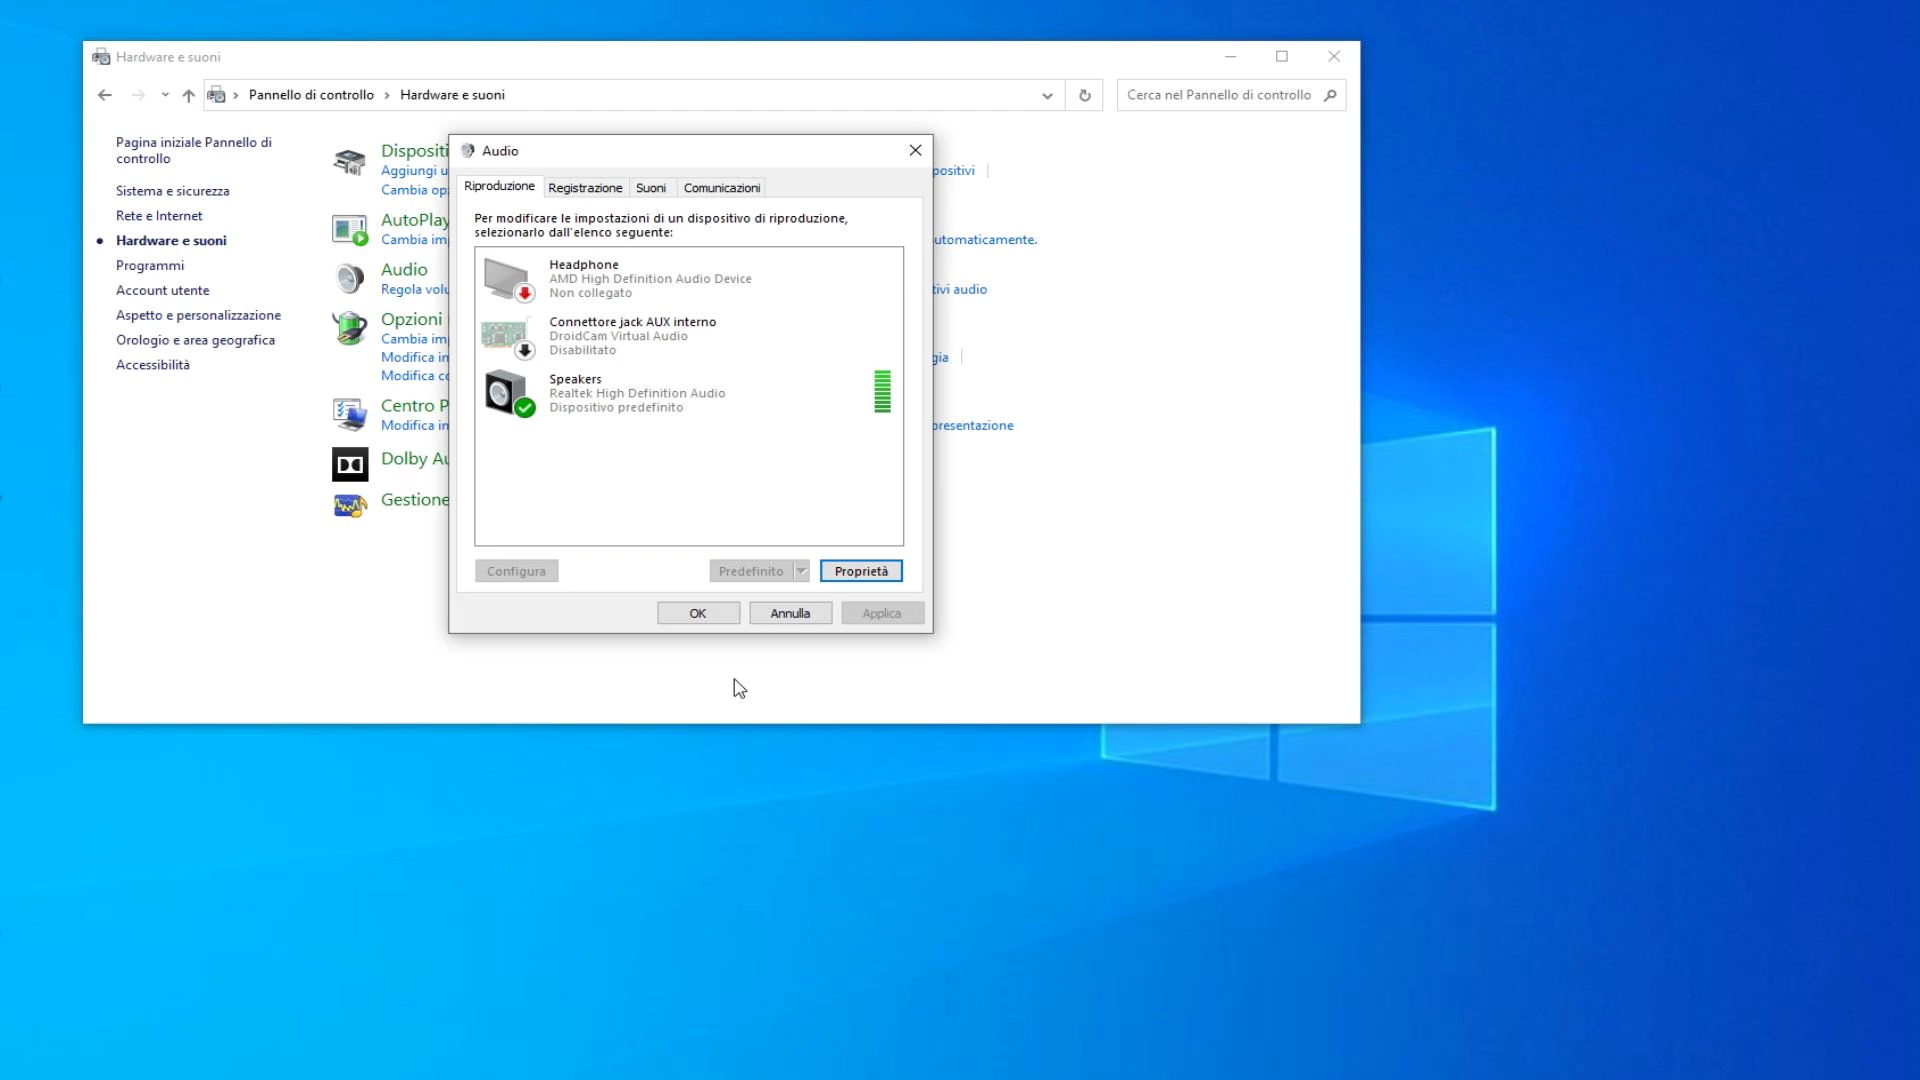 Hardware e suoni
Pannello di controllo
Hardware e suoni
Cerca nel Pannello di controllo
Pagina iniziale Pannello di
controllo
Sistema e sicurezza
Rete e Internet
Hardware e suoni
Programmi
Account utente
Aspetto e personalizzazione
Orologio e area geografica
Accessibilità
Dispositi
Aggiungi u
positivi
Cambia op
AutoPlay
Cambia im
utomaticamente.
Audio
Regola volu
tivi audio
Opzioni
Cambia im
Modifica in
gia
Modifica co
Centro P
Modifica in
presentazione
Dolby Au
Gestione
Audio
Riproduzione
Registrazione
Suoni
Comunicazioni
Per modificare le impostazioni di un dispositivo di riproduzione,
selezionarlo dall'elenco seguente:
Headphone
AMD High Definition Audio Device
Non collegato
Connettore jack AUX interno
DroidCam Virtual Audio
Disabilitato
Speakers
Realtek High Definition Audio
Dispositivo predefinito
Configura
Predefinito
Proprietà
OK
Annulla
Applica